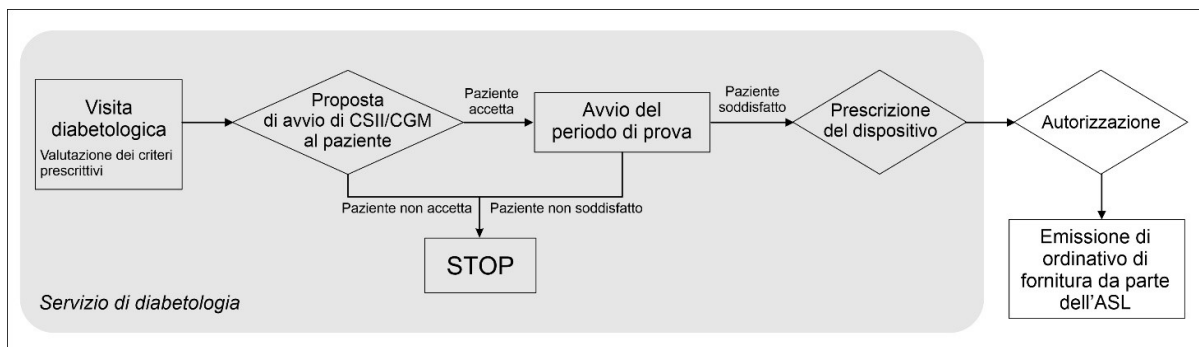 Visita
diabetologica
Valutazione dei criteri
prescrittivi
Proposta
di avvio di CSII/CGM
al paziente
Paziente
accetta
Avvio del
periodo di prova
Paziente
soddisfatto
Prescrizione
del dispositivo
Autorizzazione
Paziente non accetta
Paziente non soddisfatto
STOP
Emissione di
ordinativo di
fornitura da parte
dell'ASL
Servizio di diabetologia